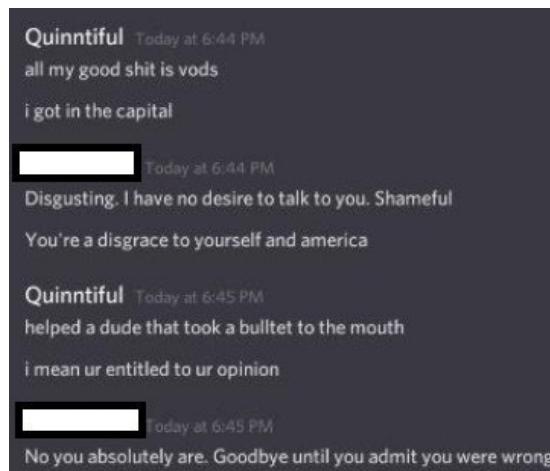 Quinntiful Today at 6:44 PM
all my good shit is vods
i got in the capital
Today at 6:44 PM
Disgusting. I have no desire to talk to you. Shameful
You're a disgrace to yourself and america
Quinntiful Today at 6:45 PM
helped a dude that took a bulltet to the mouth
i mean ur entitled to ur opinion
Today at 6:45 PM
No you absolutely are. Goodbye until you admit you were wrong